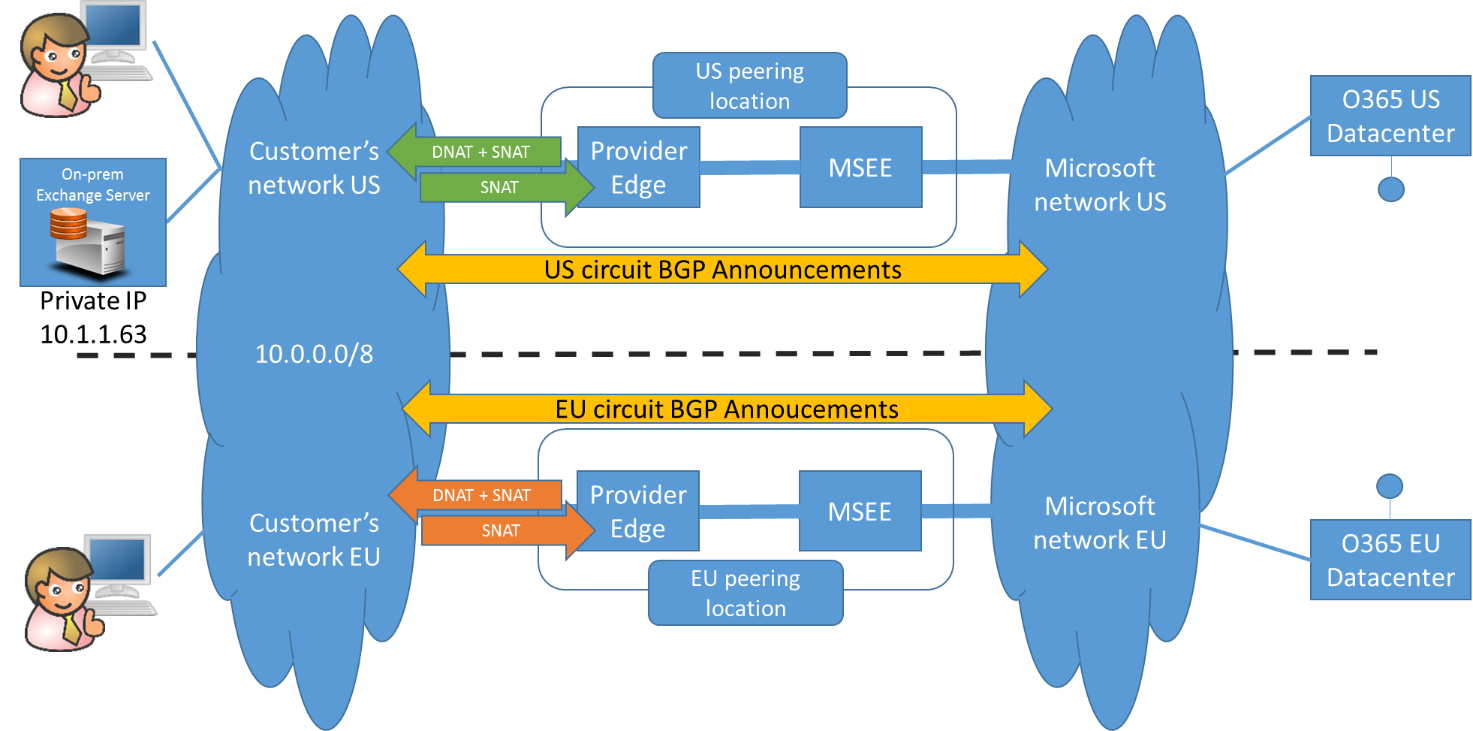 US peering
location
O365 US
Datacenter
Customer's
network US
DNAT + SNAT
SNAT
Provider
Edge
MSEE
Microsoft
network US
On-prem
Exchange Server
Private IP
10.1.1.63
US circuit BGP Announcements
10.0.0.0/8
EU circuit BGP Annoucements
Customer's
network EU
DNAT + SNAT
SNAT
Provider
Edge
MSEE
Microsoft
network EU
O365 EU
Datacenter
EU peering
location